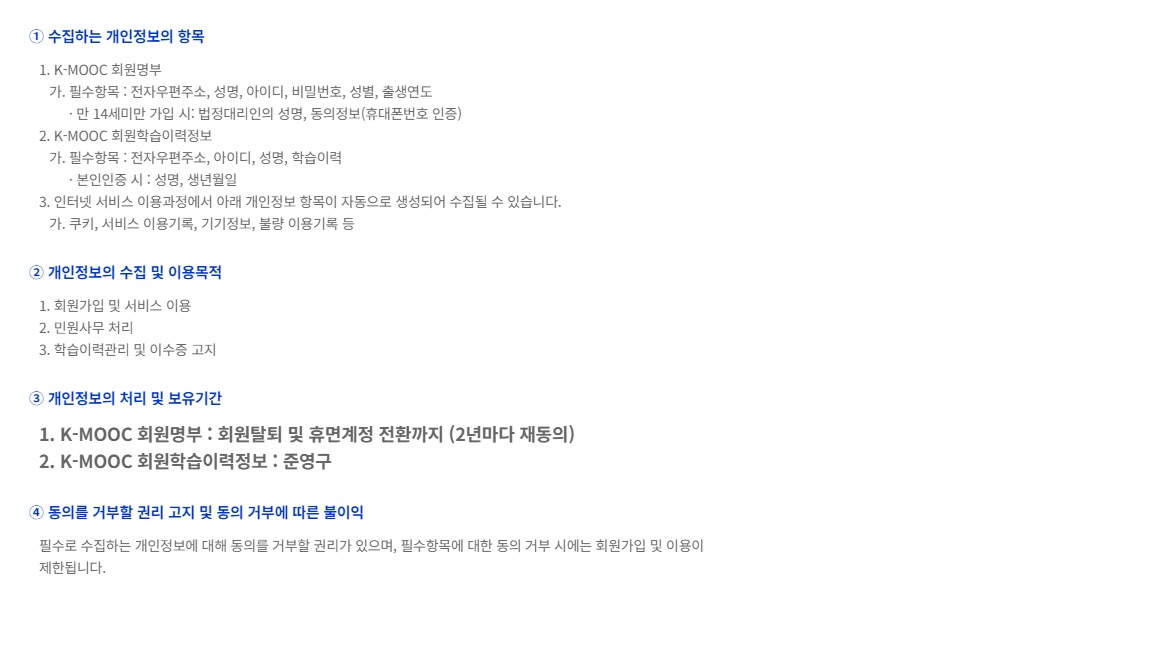 ① 수집하는 개인정보의 항목
1. K-MOOC 회원명부
가. 필수항목 : 전자우편주소, 성명, 아이디, 비밀번호, 성별, 출생연도
· 만 14세미만 가입 시: 법정대리인의 성명, 동의정보(휴대폰번호 인증)
2. K-MOOC 회원학습이력정보
가. 필수항목 : 전자우편주소, 아이디, 성명, 학습이력
· 본인인증 시 : 성명, 생년월일
3. 인터넷 서비스 이용과정에서 아래 개인정보 항목이 자동으로 생성되어 수집될 수 있습니다.
가. 쿠키, 서비스 이용기록, 기기정보, 불량 이용기록 등
② 개인정보의 수집 및 이용목적
1. 회원가입 및 서비스 이용
2. 민원사무 처리
3. 학습이력관리 및 이수증 고지
③ 개인정보의 처리 및 보유기간
1. K-MOOC 회원명부 : 회원탈퇴 및 휴면계정 전환까지 (2년마다 재동의)
2. K-MOOC 회원학습이력정보 : 준영구
④ 동의를 거부할 권리 고지 및 동의 거부에 따른 불이익
필수로 수집하는 개인정보에 대해 동의를 거부할 권리가 있으며, 필수항목에 대한 동의 거부 시에는 회원가입 및 이용이
제한됩니다.